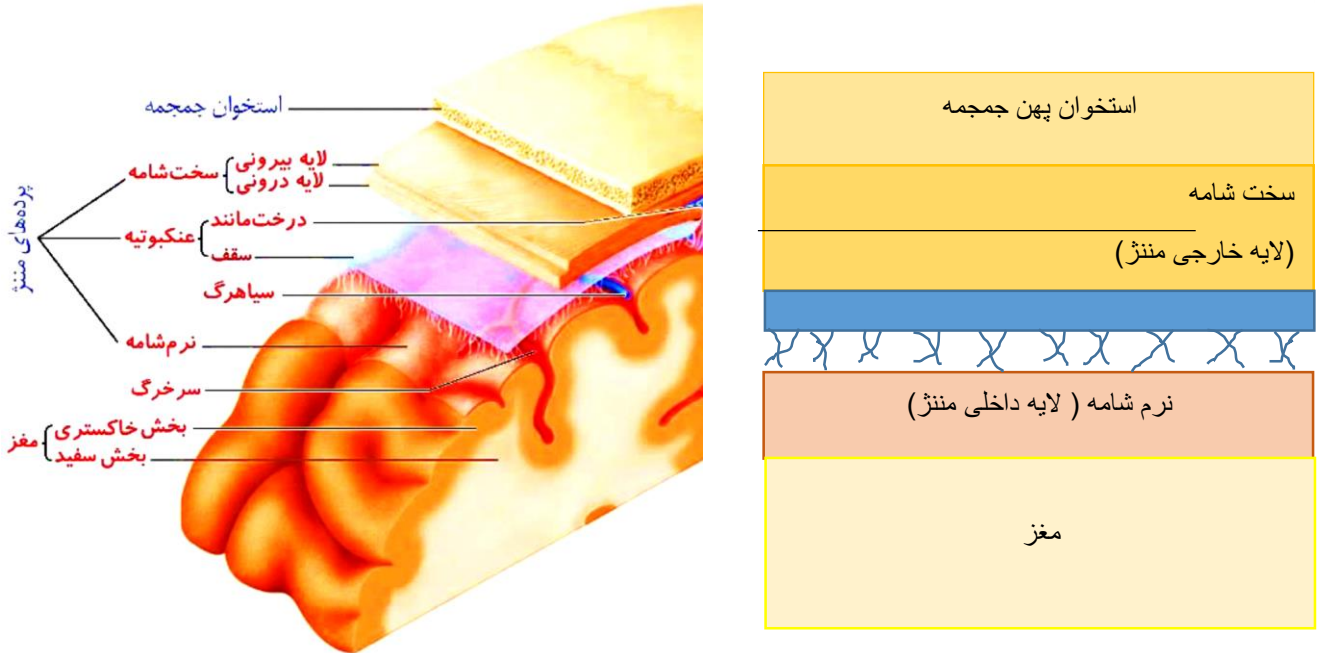 استخوان جمجمه
لایه بیرونی
سخت‌شامه
لایه درونی
درخت‌مانند
عنکبوتیه
سقف
پرده‌های مننژ
سیاهرگ
نرم‌شامه
سرخرگ
بخش خاکستری
مغز
بخش سفید
استخوان پهن جمجمه
سخت شامه
(لایه خارجی مننژ)
نرم شامه ( لایه داخلی مننژ)
مغز